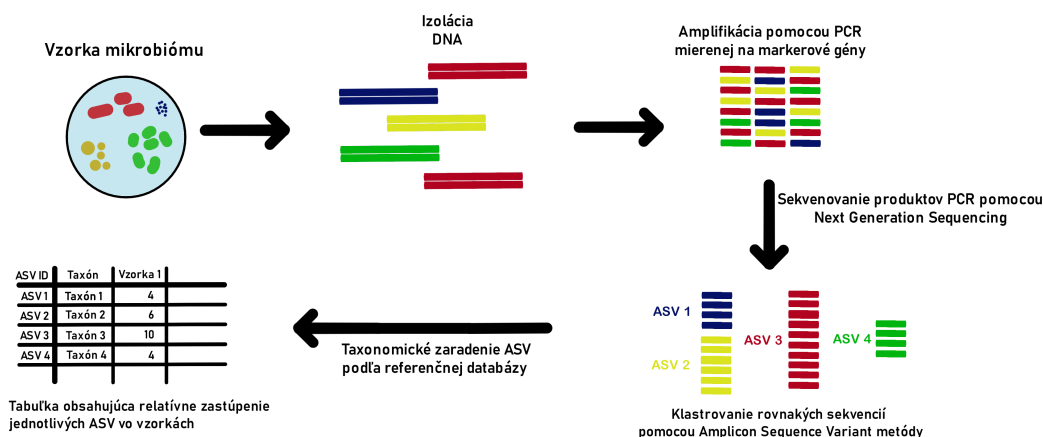 Vzorka mikrobiómu
Izolácia
DNA
Amplifikácia pomocou PCR
mierenej na markerové gény
Sekvenovanie produktov PCR pomocou
Next Generation Sequencing
ASV 1
ASV 2
ASV 3
ASV 4
Klastrovanie rovnakých sekvencií
pomocou Amplicon Sequence Variant metódy
Taxonomické zaradenie ASV
podľa referenčnej databázy
ASV ID Taxón Vzorka 1
ASV 1 Taxón 1 4
ASV 2 Taxón 2 6
ASV 3 Taxón 3 10
ASV 4 Taxón 4 4
Tabuľka obsahujúca relatívne zastúpenie
jednotlivých ASV vo vzorkách